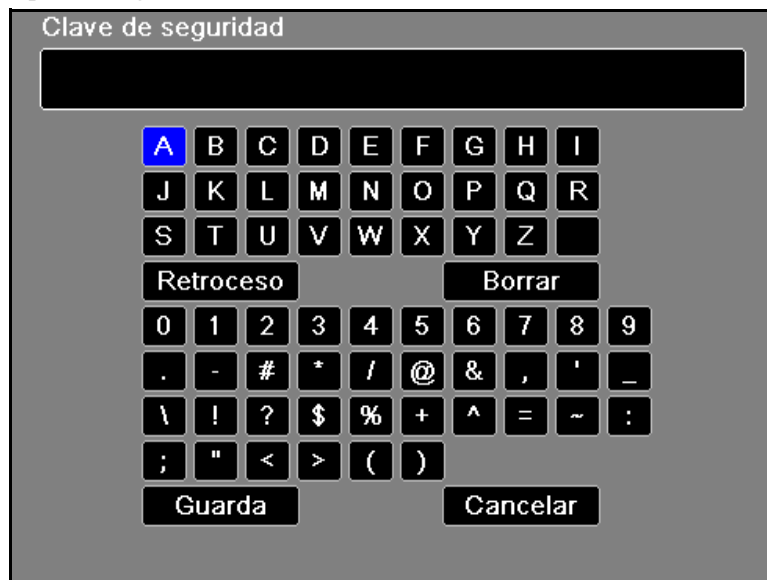 Clave de seguridad
A B C D E F G H I
J K L M N O P Q R
S T U V W X Y Z
Retroceso Borrar
0 1 2 3 4 5 6 7 8 9
. - # * / @ & , ' _
\ ! ? $ % + ^ = ~ :
; " < > ( )
Guarda Cancelar